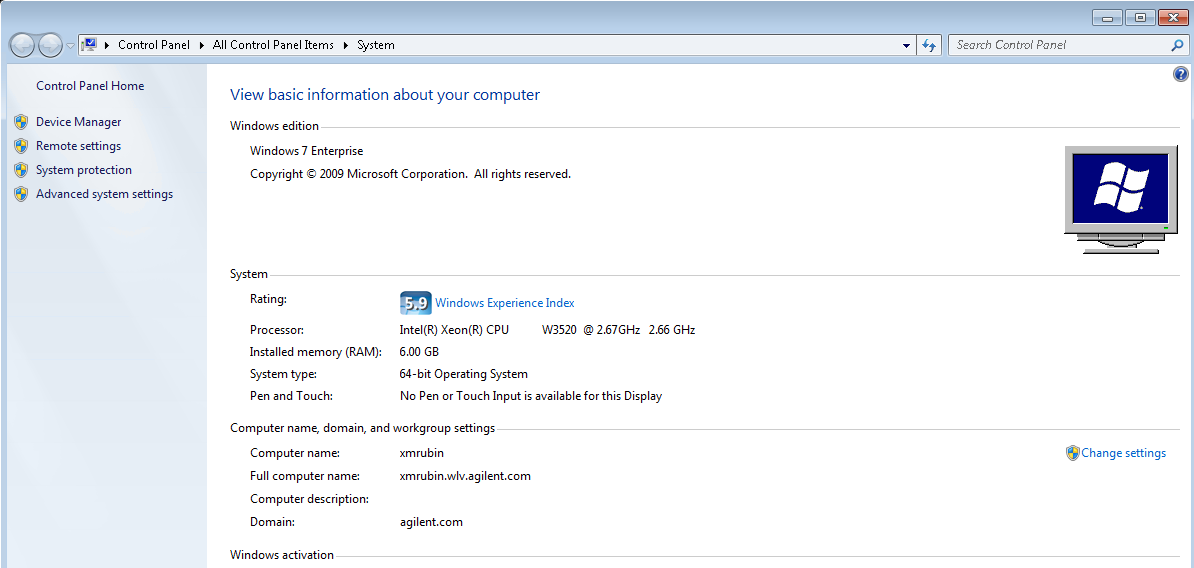 Control Panel ▸ All Control Panel Items ▸ System
Search Control Panel
Control Panel Home
Device Manager
Remote settings
System protection
Advanced system settings
View basic information about your computer
Windows edition
Windows 7 Enterprise
Copyright © 2009 Microsoft Corporation. All rights reserved.
System
Rating: 5.9 Windows Experience Index
Processor: Intel(R) Xeon(R) CPU W3520 @ 2.67GHz 2.66 GHz
Installed memory (RAM): 6.00 GB
System type: 64-bit Operating System
Pen and Touch: No Pen or Touch Input is available for this Display
Computer name, domain, and workgroup settings
Computer name: xmrubin Change settings
Full computer name: xmrubin.wlv.agilent.com
Computer description:
Domain: agilent.com
Windows activation